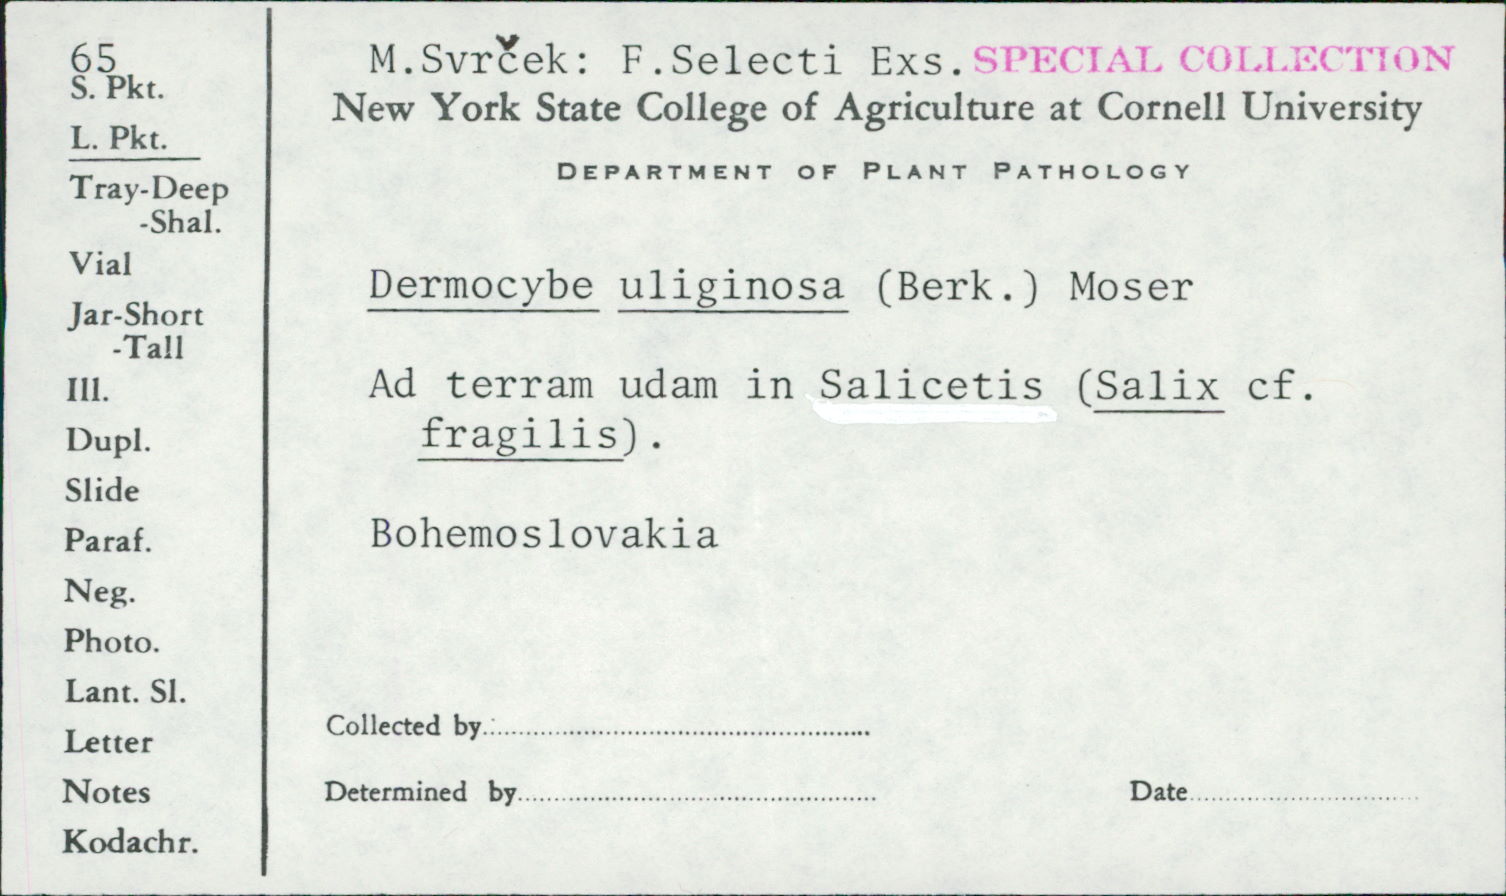 65
S. Pkt.
L. Pkt.
Tray-Deep
-Shal.
Vial
Jar-Short
-Tall
Ill.
Dupl.
Slide
Paraf.
Neg.
Photo.
Lant. Sl.
Letter
Notes
Kodachr.
M.Svrček: F.Selecti Exs. SPECIAL COLLECTION
New York State College of Agriculture at Cornell University
DEPARTMENT OF PLANT PATHOLOGY
Dermocybe uliginosa (Berk.) Moser
Ad terram udam in Salicetis (Salix cf.
fragilis).
Bohemoslovakia
Collected by
Determined by Date